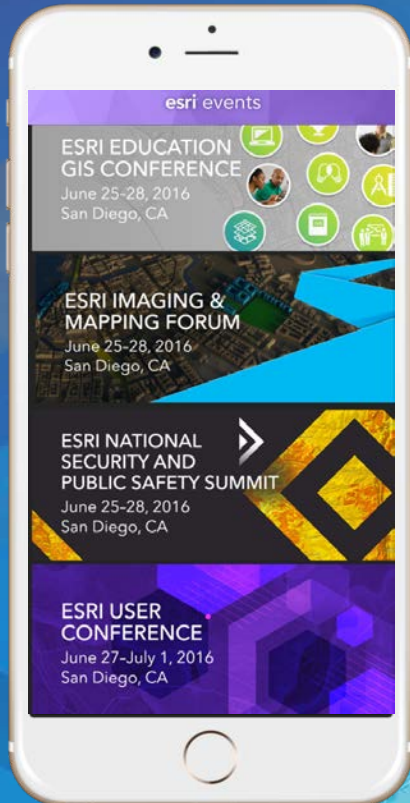 esri events
ESRI EDUCATION
GIS CONFERENCE
June 25-28, 2016
San Diego, CA
ESRI IMAGING &
MAPPING FORUM
June 25-28, 2016
San Diego, CA
ESRI NATIONAL
SECURITY AND
PUBLIC SAFETY SUMMIT
June 25-28, 2016
San Diego, CA
ESRI USER
CONFERENCE
June 27–July 1, 2016
San Diego, CA